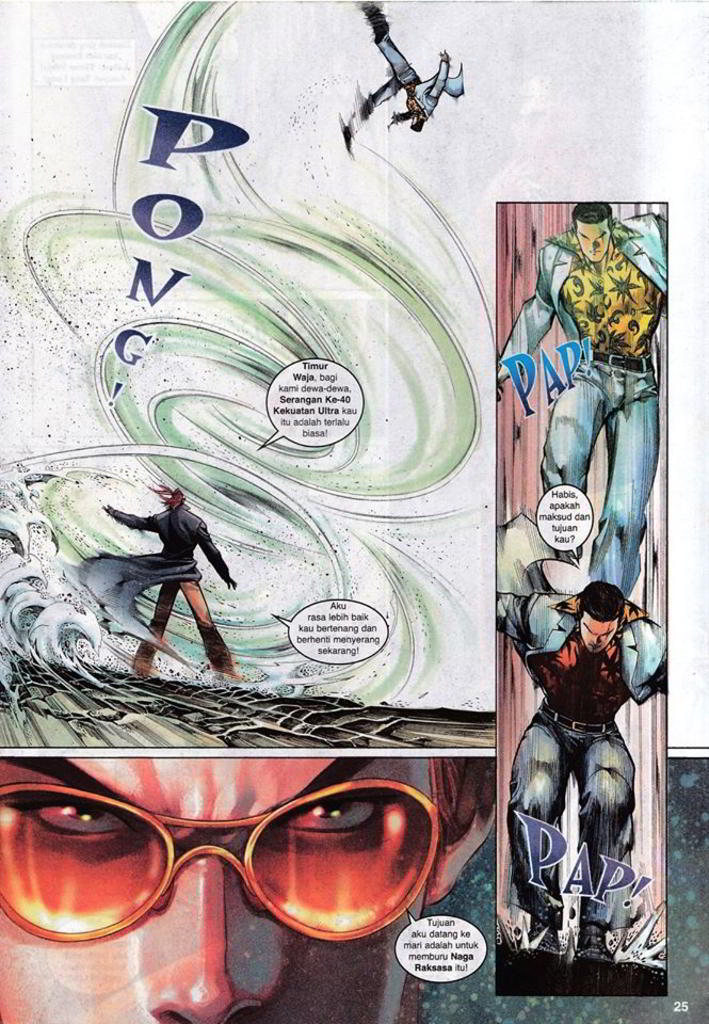 PONG!
Timur
Waja, bagi
kami dewa-dewa,
Serangan Ke-40
Kekuatan Ultra kau
itu adalah terlalu
biasa!
Aku
rasa lebih baik
kau bertenang dan
berhenti menyerang
sekarang!
PAP!
Habis,
apakah
maksud dan
tujuan
kau?
PAP!
Tujuan
aku datang ke
mari adalah untuk
memburu Naga
Raksasa itu!
25